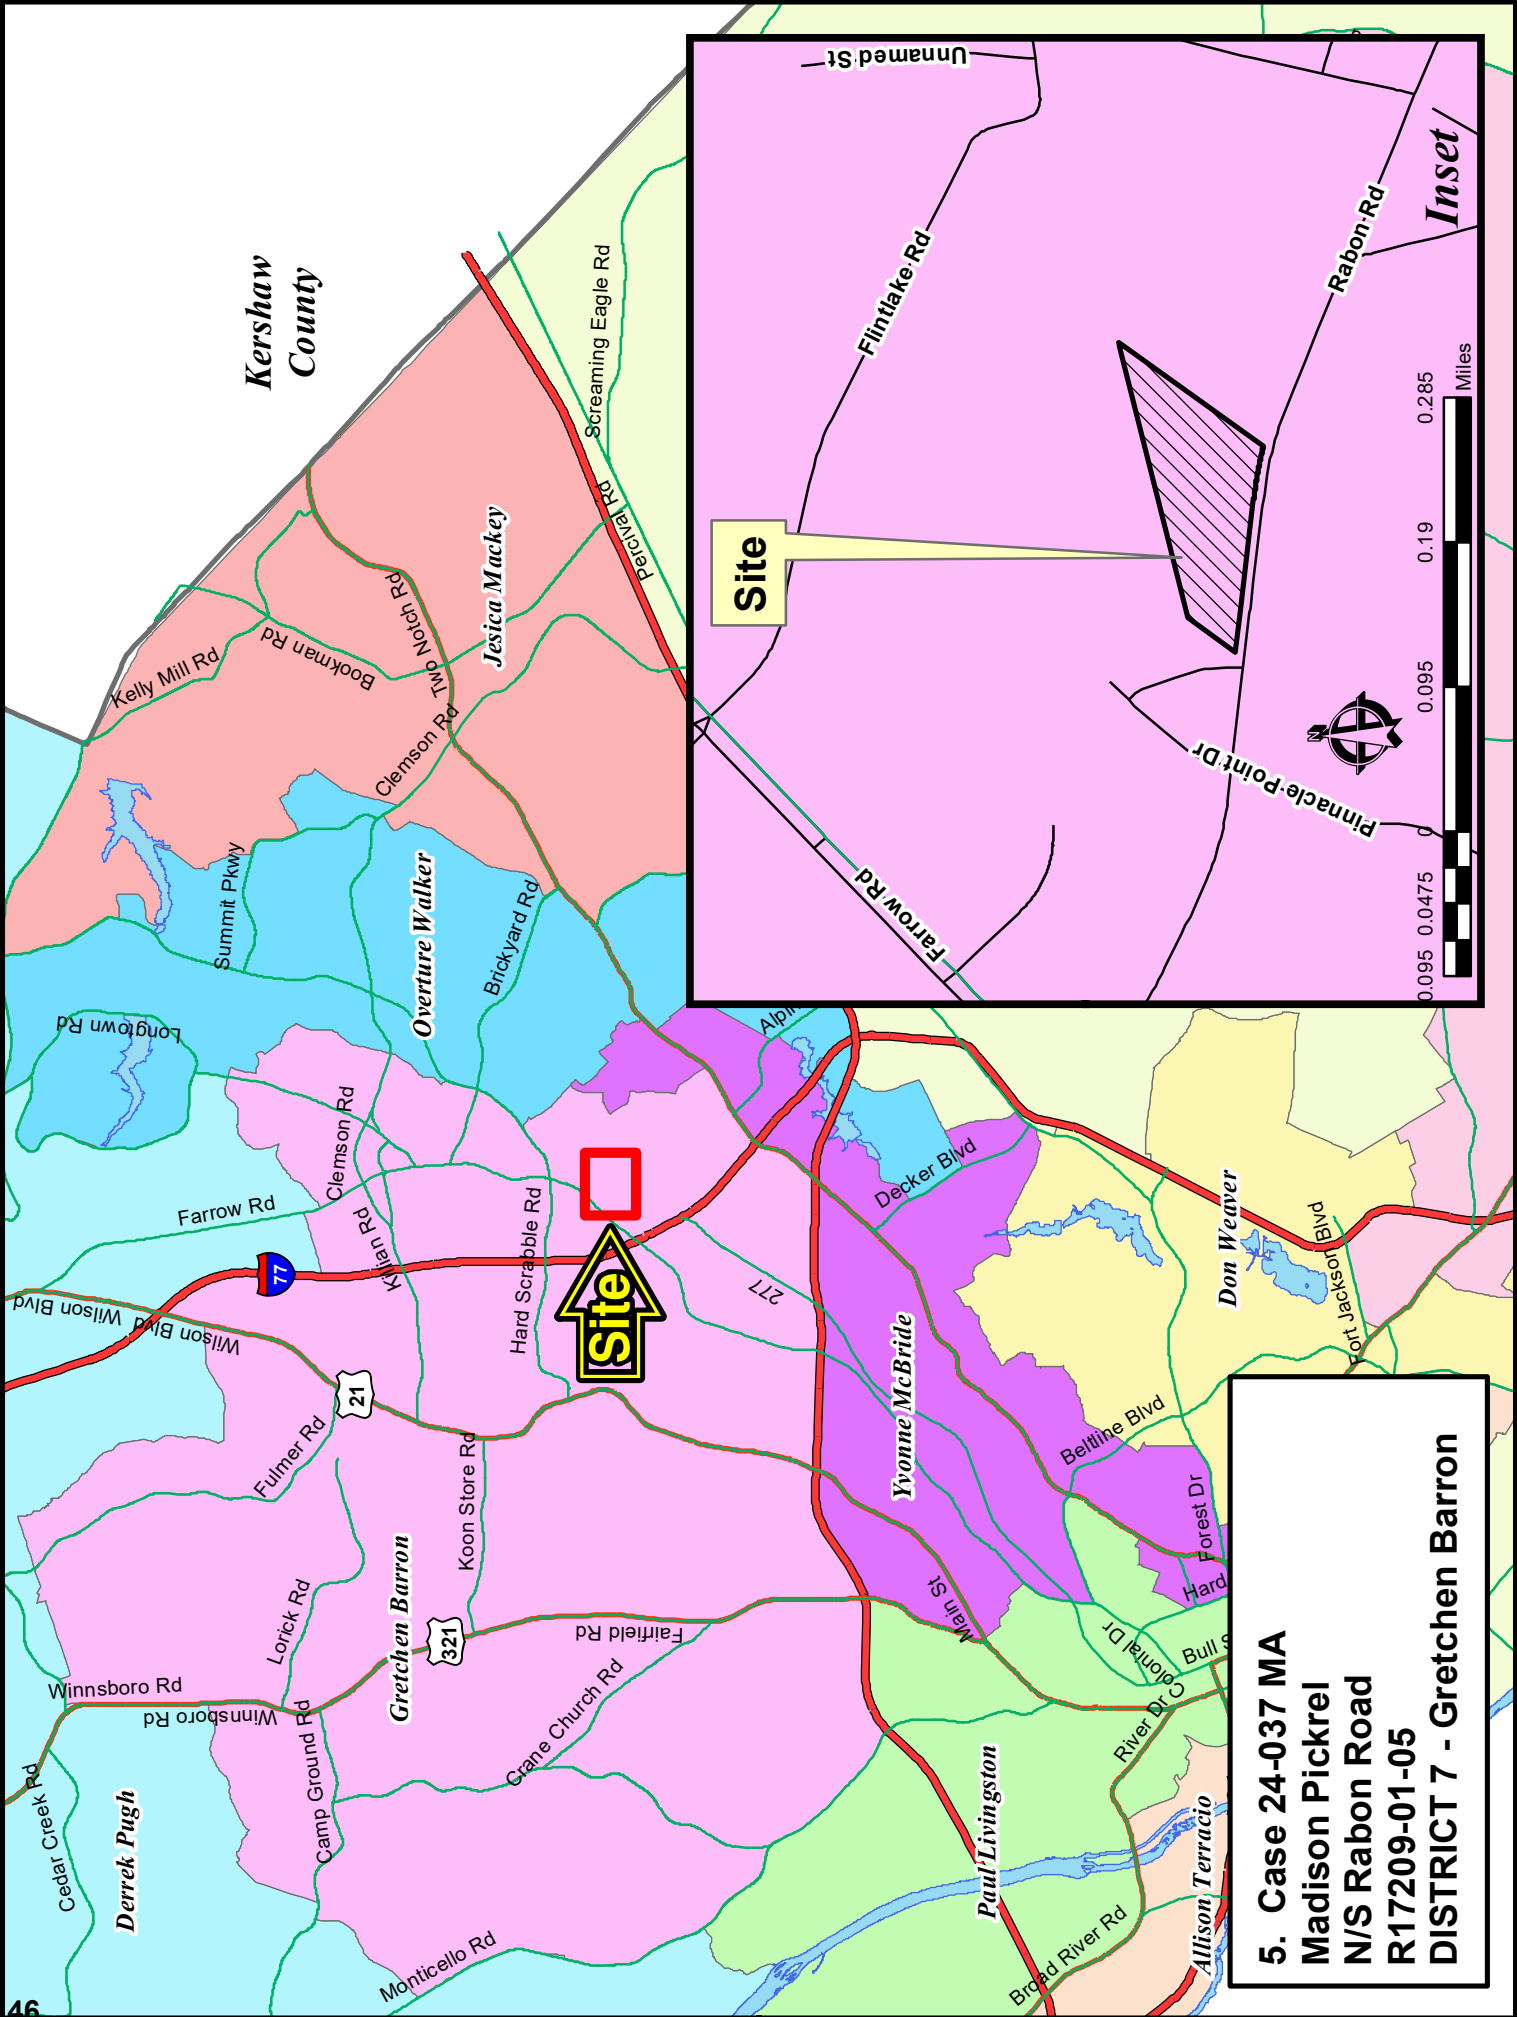 46
Kershaw
County
Derrek Pugh
Gretchen Barron
Overture Walker
Jesica Mackey
Yvonne McBride
Paul Livingston
Allison Terracio
Don Weaver
Cedar Creek Rd
Winnsboro Rd
Winnsboro Rd
Camp Ground Rd
Lorick Rd
Monticello Rd
Crane Church Rd
Fairfield Rd
Koon Store Rd
Fulmer Rd
Wilson Blvd
Wilson Blvd
Killian Rd
Farrow Rd
Clemson Rd
Longtown Rd
Summit Pkwy
Hard Scrabble Rd
Brickyard Rd
Kelly Mill Rd
Bookman Rd
Two Notch Rd
Clemson Rd
Percival Rd
Screaming Eagle Rd
277
77
21
321
Decker Blvd
Beltline Blvd
Forest Dr
Fort Jackson Blvd
Main St
Colonial Dr
River Dr
Broad River Rd
Site
Unnamed St
Flintlake Rd
Rabon Rd
Farrow Rd
Pinnacle Point Dr
Site
Inset
N
0.095 0.0475 0 0.095 0.19 0.285
Miles
5. Case 24-037 MA
Madison Pickrel
N/S Rabon Road
R17209-01-05
DISTRICT 7 - Gretchen Barron